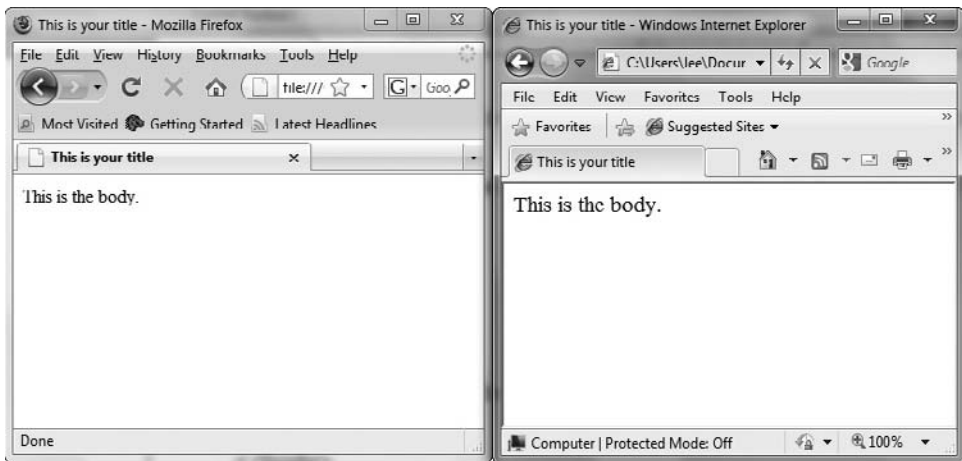 This is your title - Mozilla Firefox
File Edit View History Bookmarks Tools Help
file:/// G Goo
Most Visited Getting Started Latest Headlines
This is your title
This is the body.
Done
This is your title - Windows Internet Explorer
C:\Users\lee\Docur Google
File Edit View Favorites Tools Help
Favorites Suggested Sites
This is your title
This is the body.
Computer | Protected Mode: Off 100%